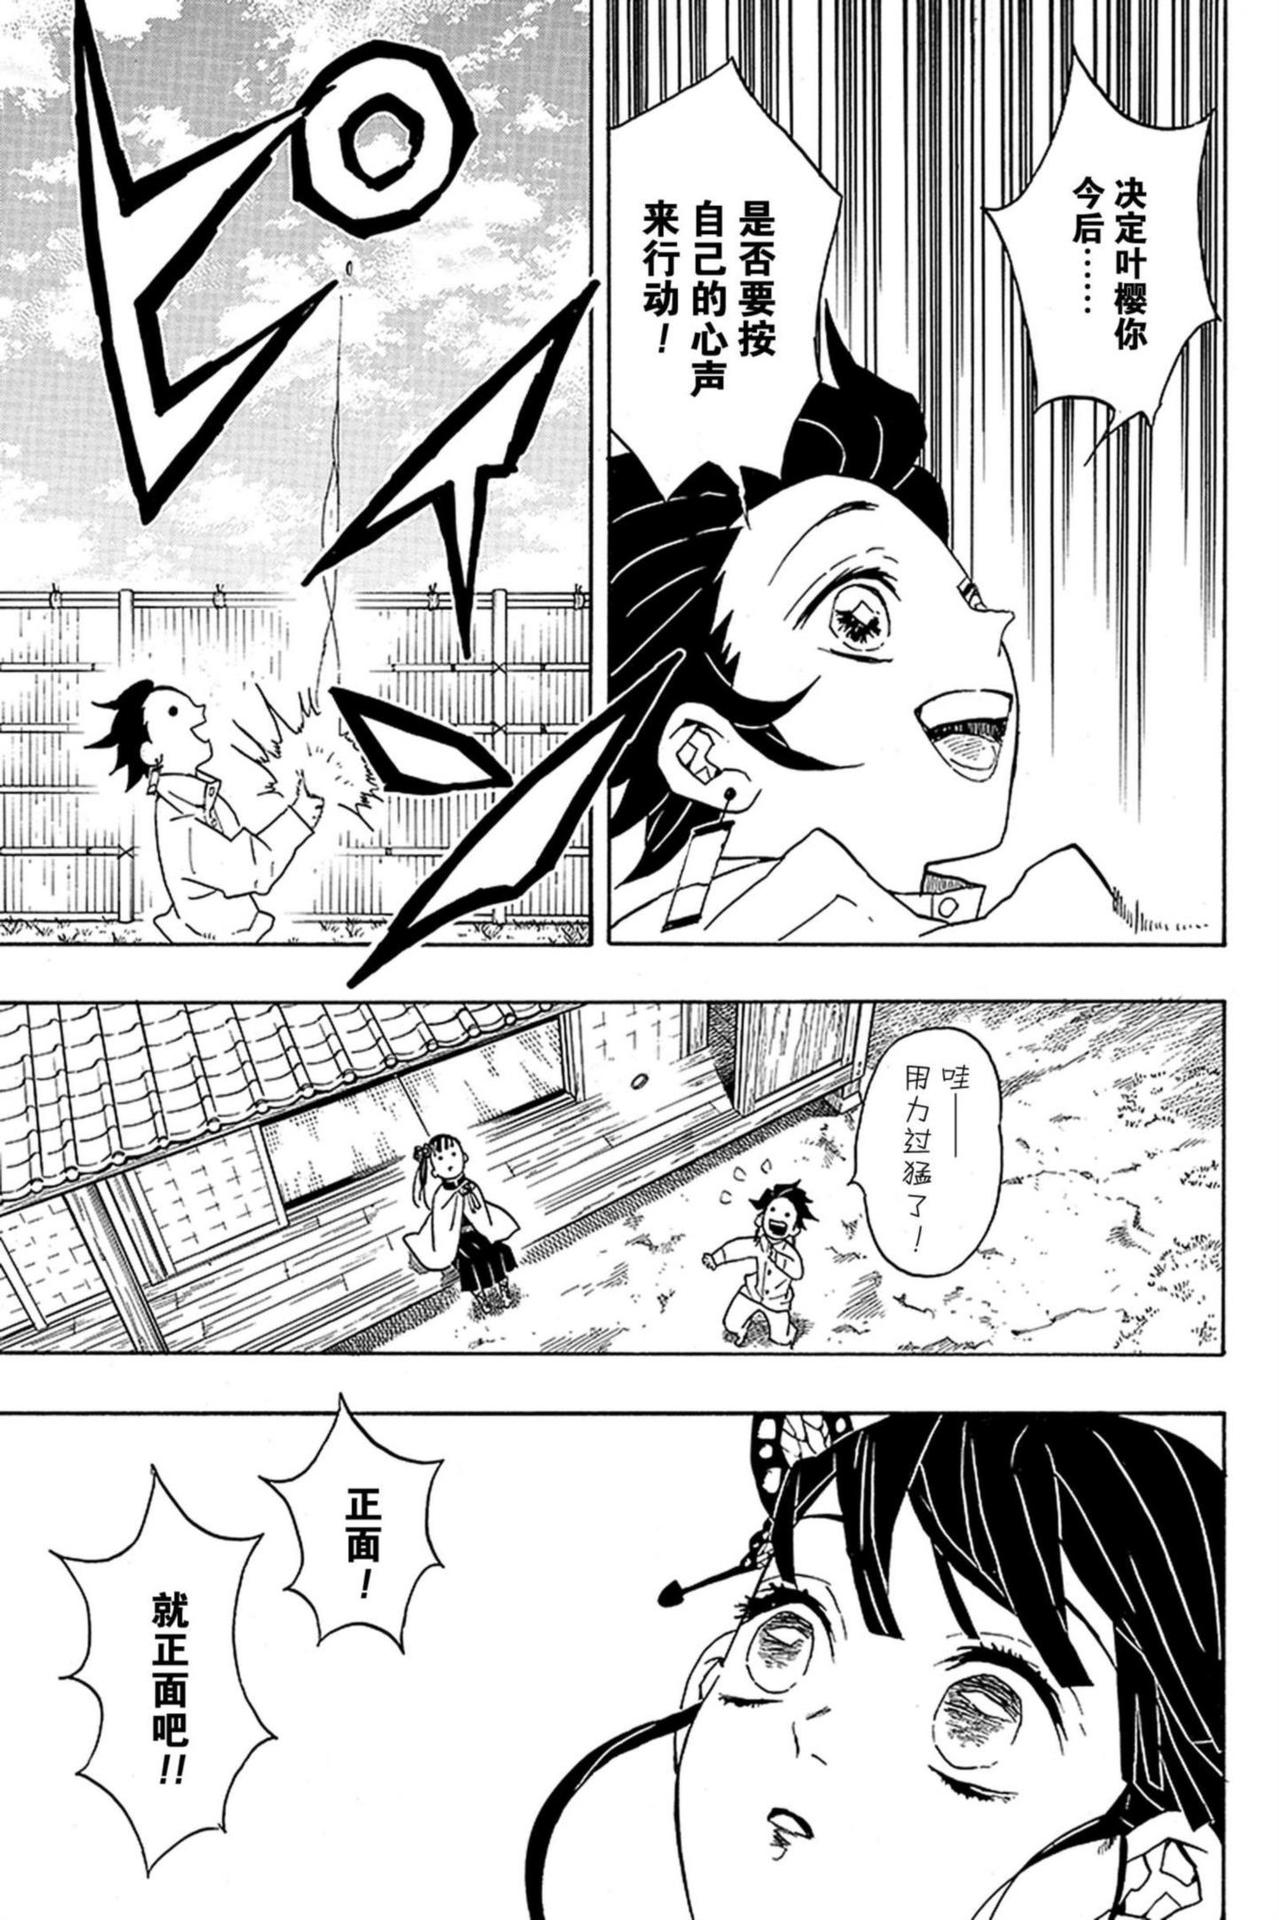 决定叶樱你
今后……
是否要按
自己的心声
来行动！
ピィン
哇——
用力过猛了！
正面！
就正面吧!!